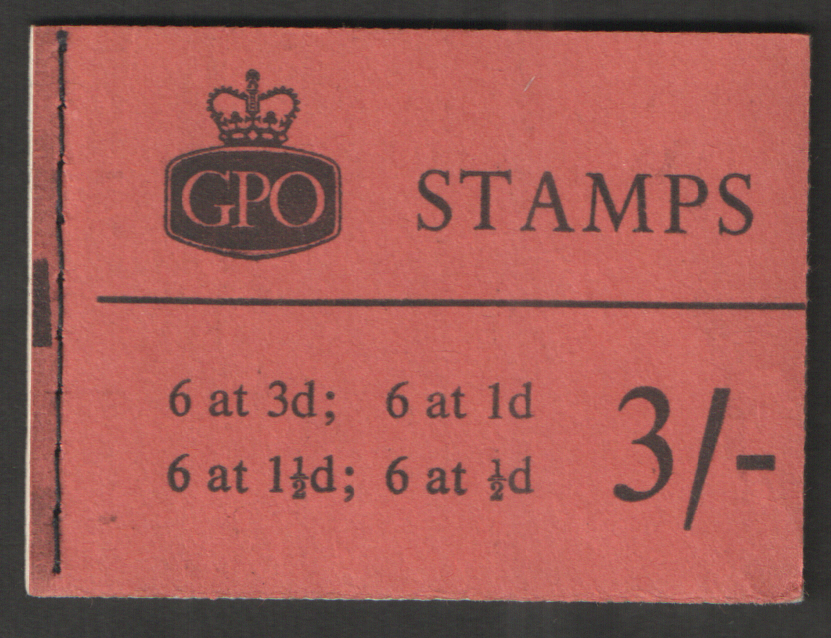 GPO
STAMPS
6 at 3d; 6 at 1d
6 at 1½d; 6 at ½d
3/-